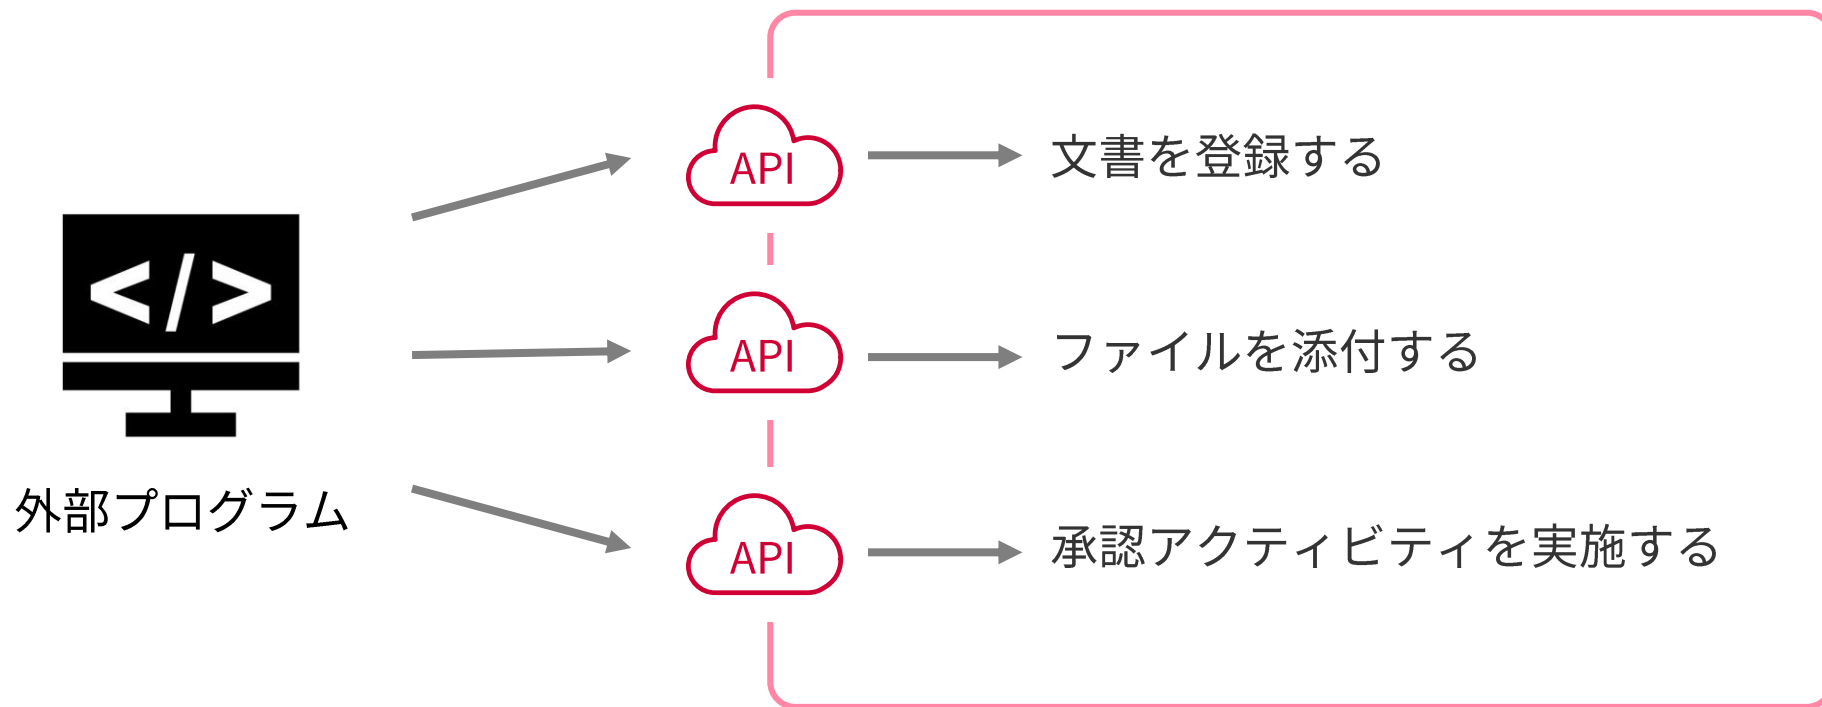 API
文書を登録する
</>
API
ファイルを添付する
外部プログラム
API
承認アクティビティを実施する